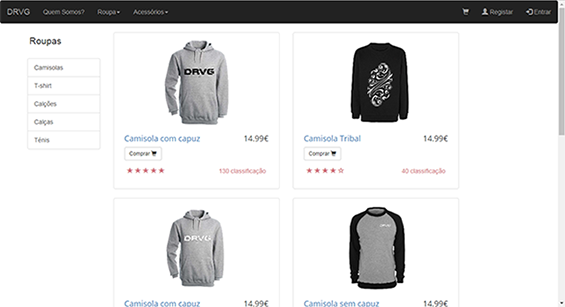 DRVG Quem Somos? Roupa Acessórios Registar Entrar
Roupas
Camisolas
T-shirt
Calções
Calças
Ténis
DRVG
Camisola com capuz 14.99€
Comprar
130 classificação
Camisola Tribal 14.99€
Comprar
40 classificação
DRVG
Camisola com capuz 14.99€
DRVG
Camisola sem capuz 14.99€